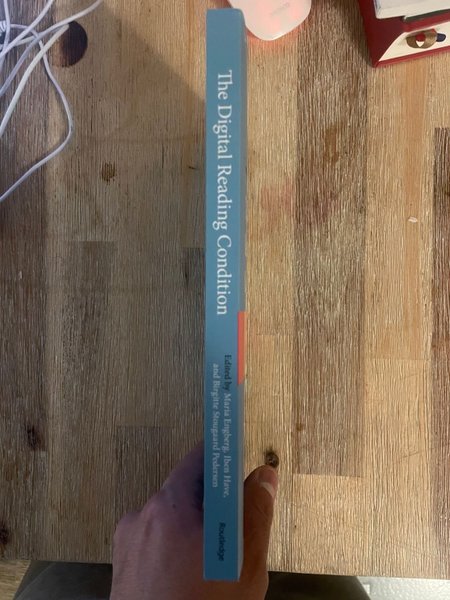 The Digital Reading Condition
Edited by Maria Engberg, Iben Have,
and Birgitte Stougaard Pedersen
Routledge